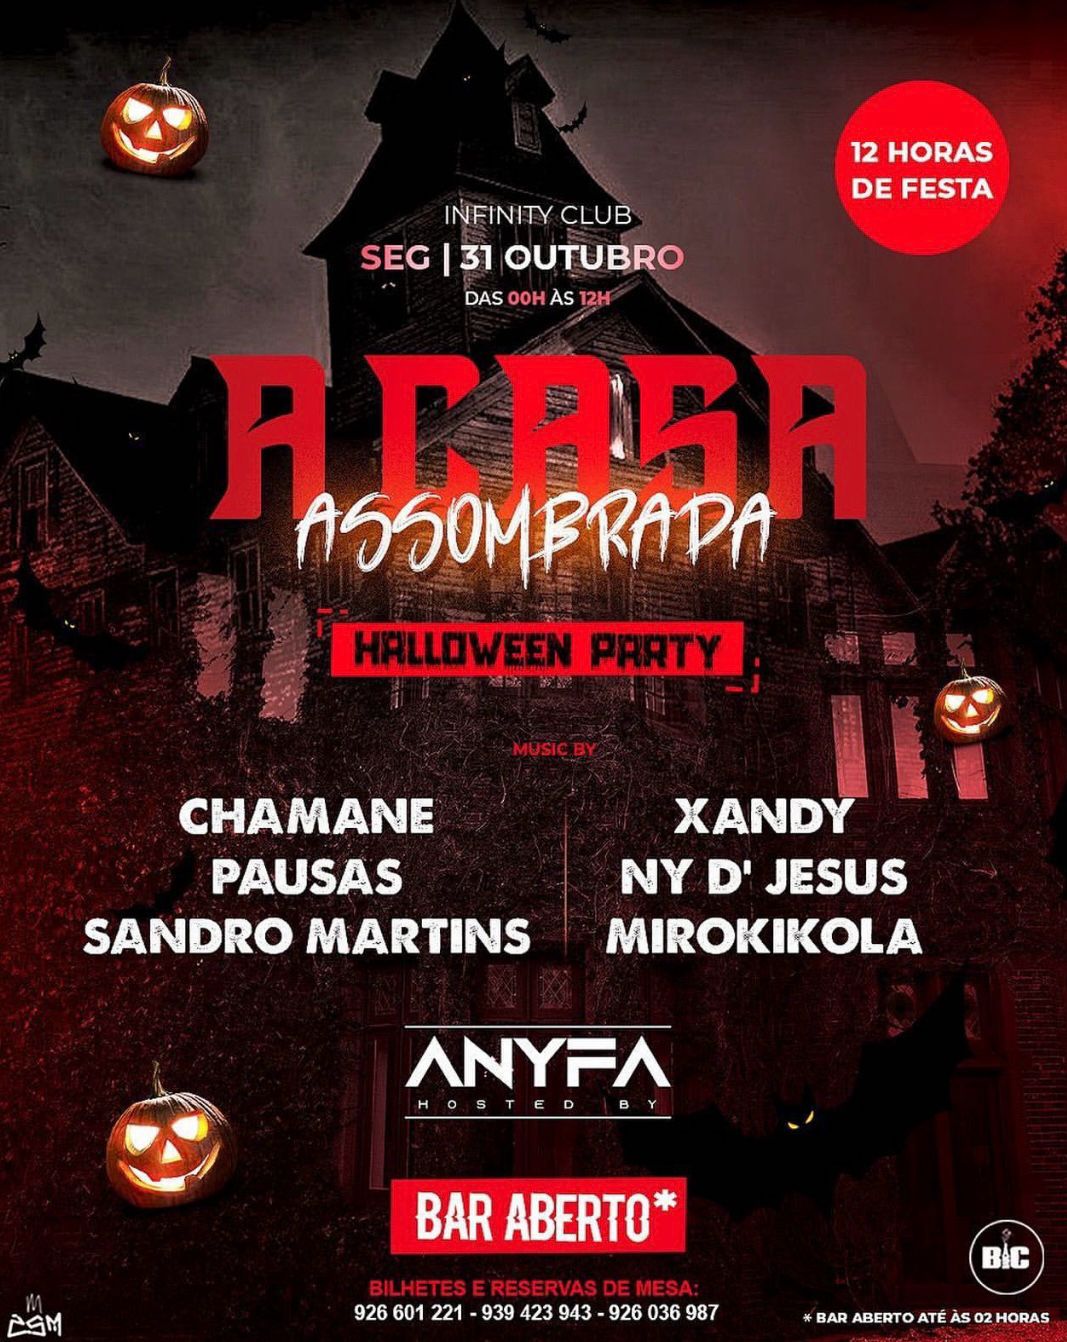 12 HORAS
DE FESTA
INFINITY CLUB
SEG | 31 OUTUBRO
DAS 00H ÀS 12H
A CASA
ASSOMBRADA
HALLOWEEN PARTY
MUSIC BY
CHAMANE
PAUSAS
SANDRO MARTINS
XANDY
NY D' JESUS
MIROKIKOLA
ANYFA
HOSTED BY
BAR ABERTO*
BILHETES E RESERVAS DE MESA:
926 601 221 - 939 423 943 - 926 036 987
BIC
* BAR ABERTO ATÉ ÀS 02 HORAS